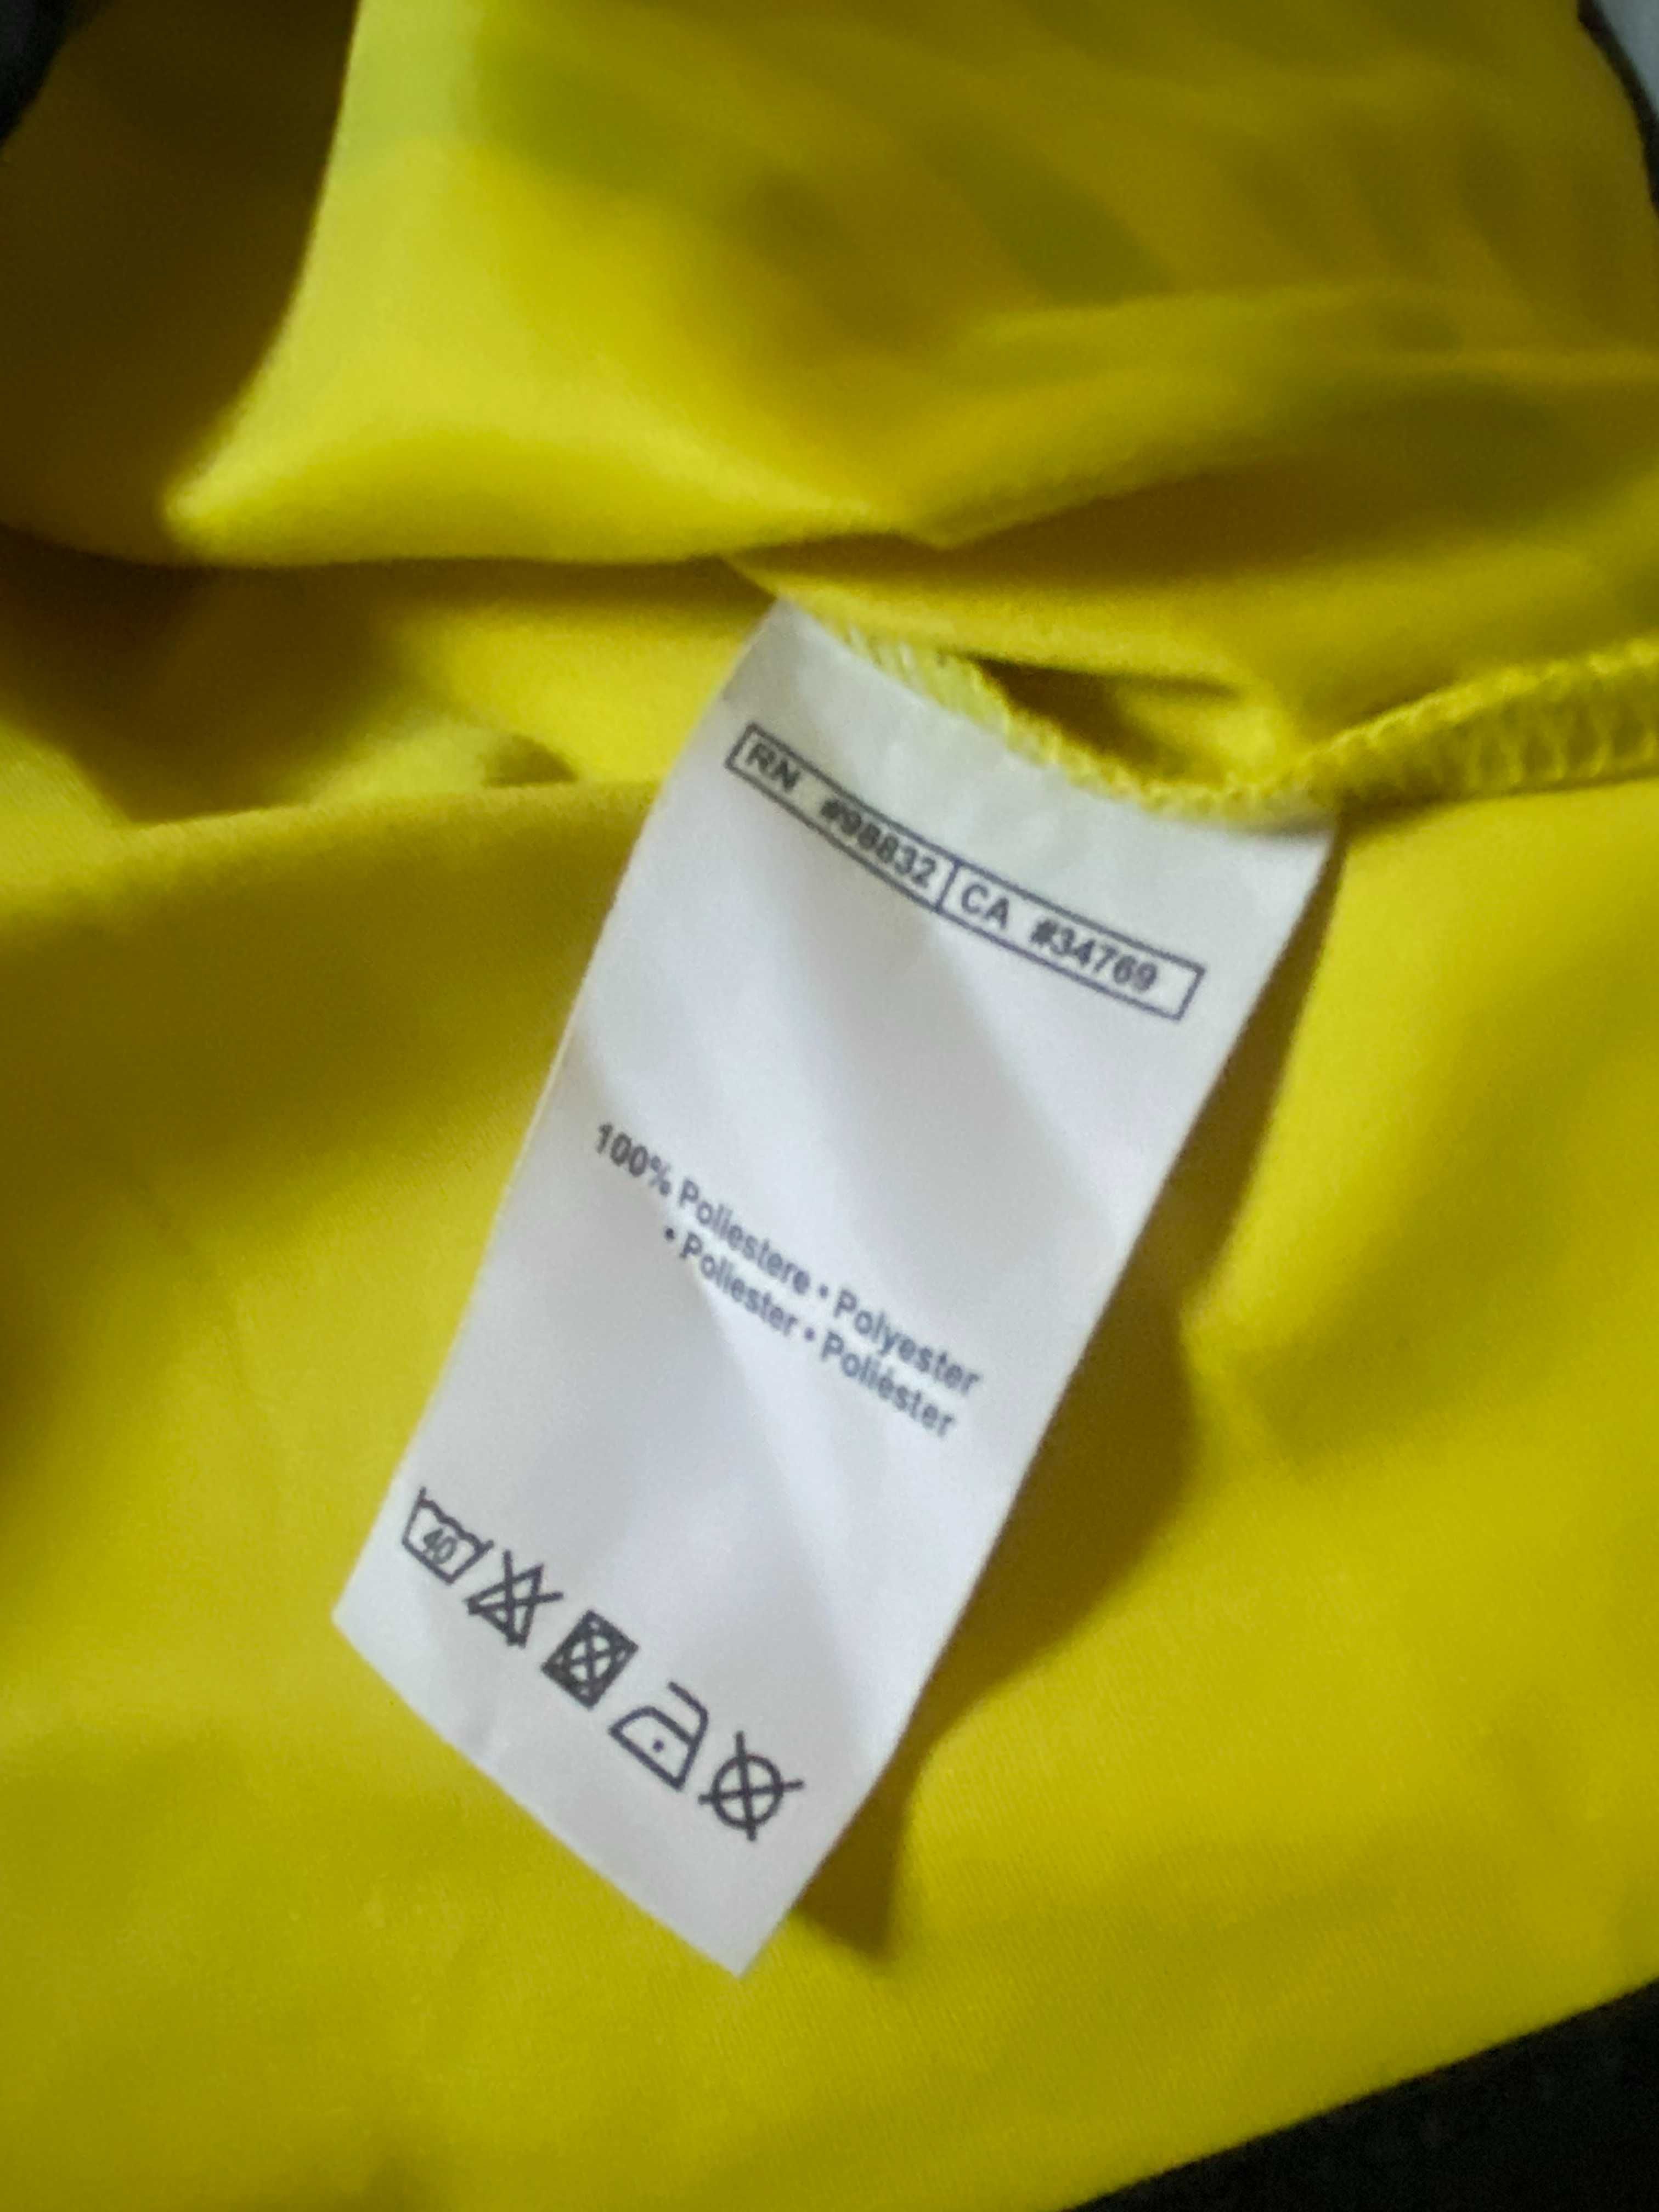 RN #98832 CA #34769
100% Poliestere • Polyester
• Poliester • Poliéster
40